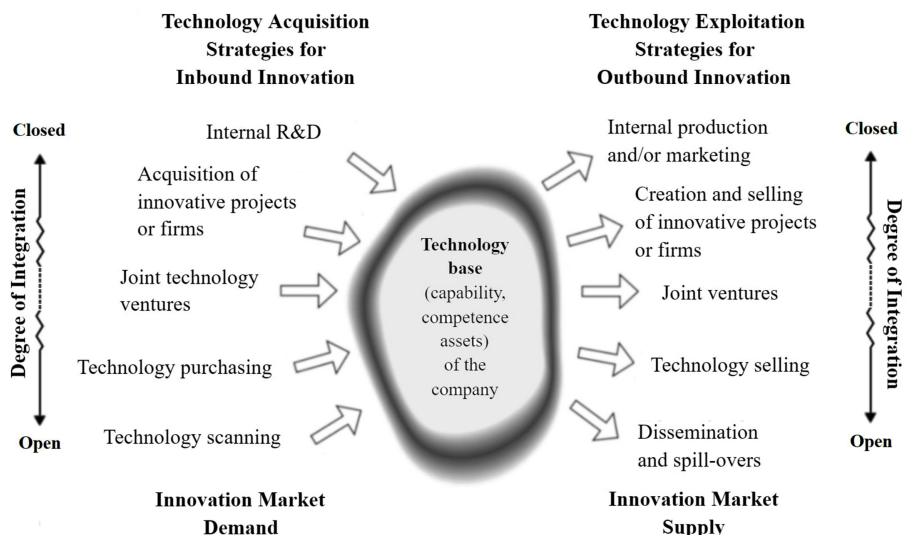 Technology Acquisition
Strategies for
Inbound Innovation
Technology Exploitation
Strategies for
Outbound Innovation
Closed
Degree of Integration
Open
Internal R&D
Acquisition of
innovative projects
or firms
Joint technology
ventures
Technology purchasing
Technology scanning
Technology
base
(capability,
competence
assets)
of the
company
Internal production
and/or marketing
Creation and selling
of innovative projects
or firms
Joint ventures
Technology selling
Dissemination
and spill-overs
Closed
Degree of Integration
Open
Innovation Market
Demand
Innovation Market
Supply